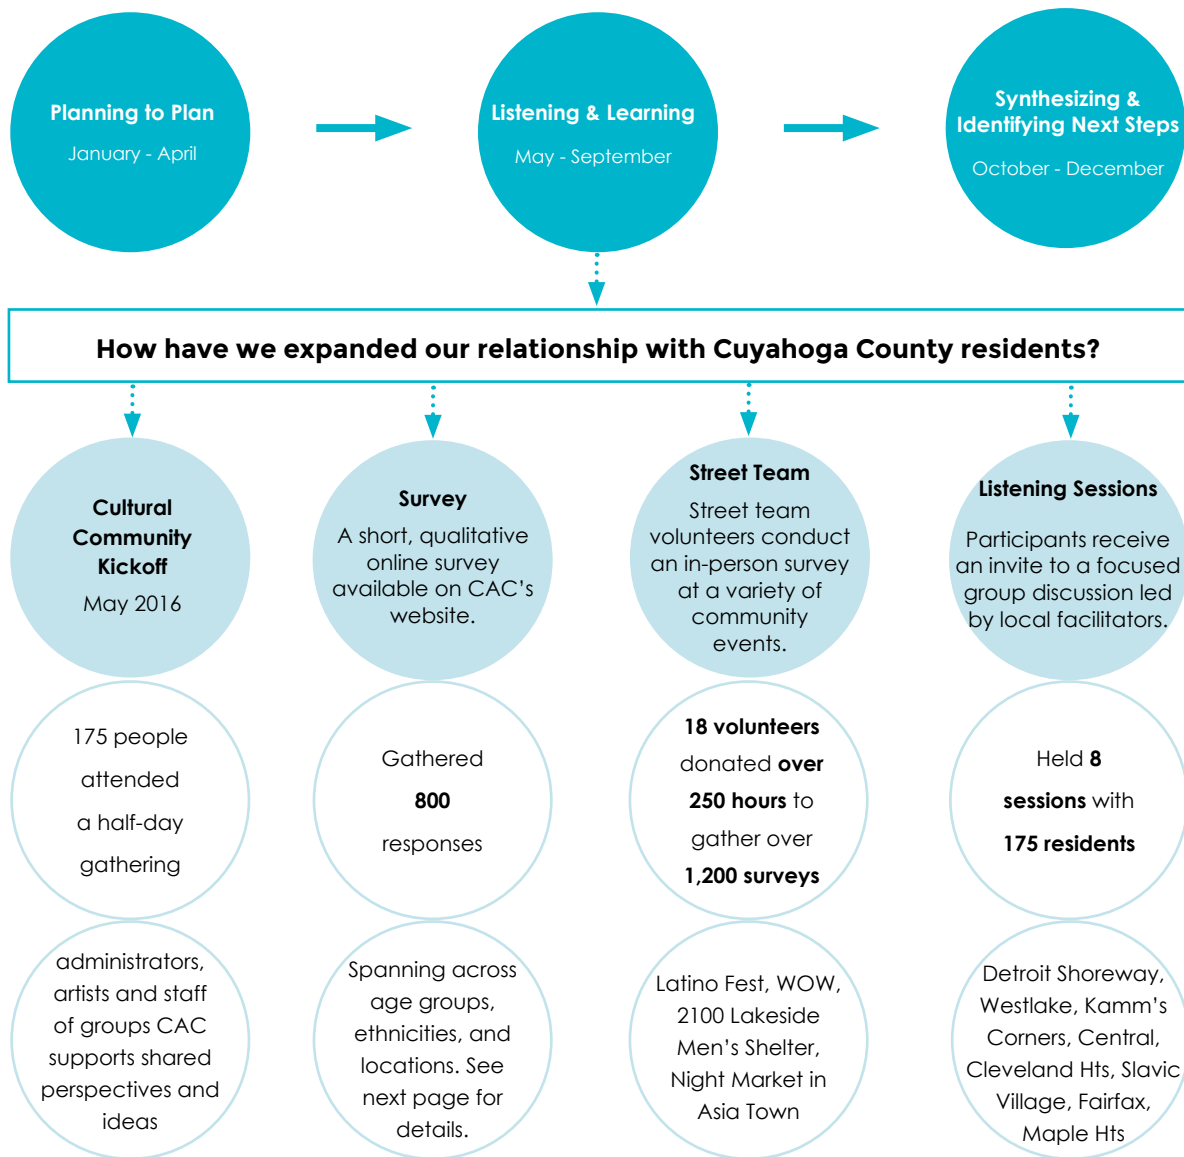 Planning to Plan
January - April
Listening & Learning
May - September
Synthesizing &
Identifying Next Steps
October - December
How have we expanded our relationship with Cuyahoga County residents?
Cultural
Community
Kickoff
May 2016
Survey
A short, qualitative
online survey
available on CAC's
website.
Street Team
Street team
volunteers conduct
an in-person survey
at a variety of
community
events.
Listening Sessions
Participants receive
an invite to a focused
group discussion led
by local facilitators.
175 people
attended
a half-day
gathering
Gathered
800
responses
18 volunteers
donated over
250 hours to
gather over
1,200 surveys
Held 8
sessions with
175 residents
administrators,
artists and staff
of groups CAC
supports shared
perspectives and
ideas
Spanning across
age groups,
ethnicities, and
locations. See
next page for
details.
Latino Fest, WOW,
2100 Lakeside
Men's Shelter,
Night Market in
Asia Town
Detroit Shoreway,
Westlake, Kamm's
Corners, Central,
Cleveland Hts, Slavic
Village, Fairfax,
Maple Hts